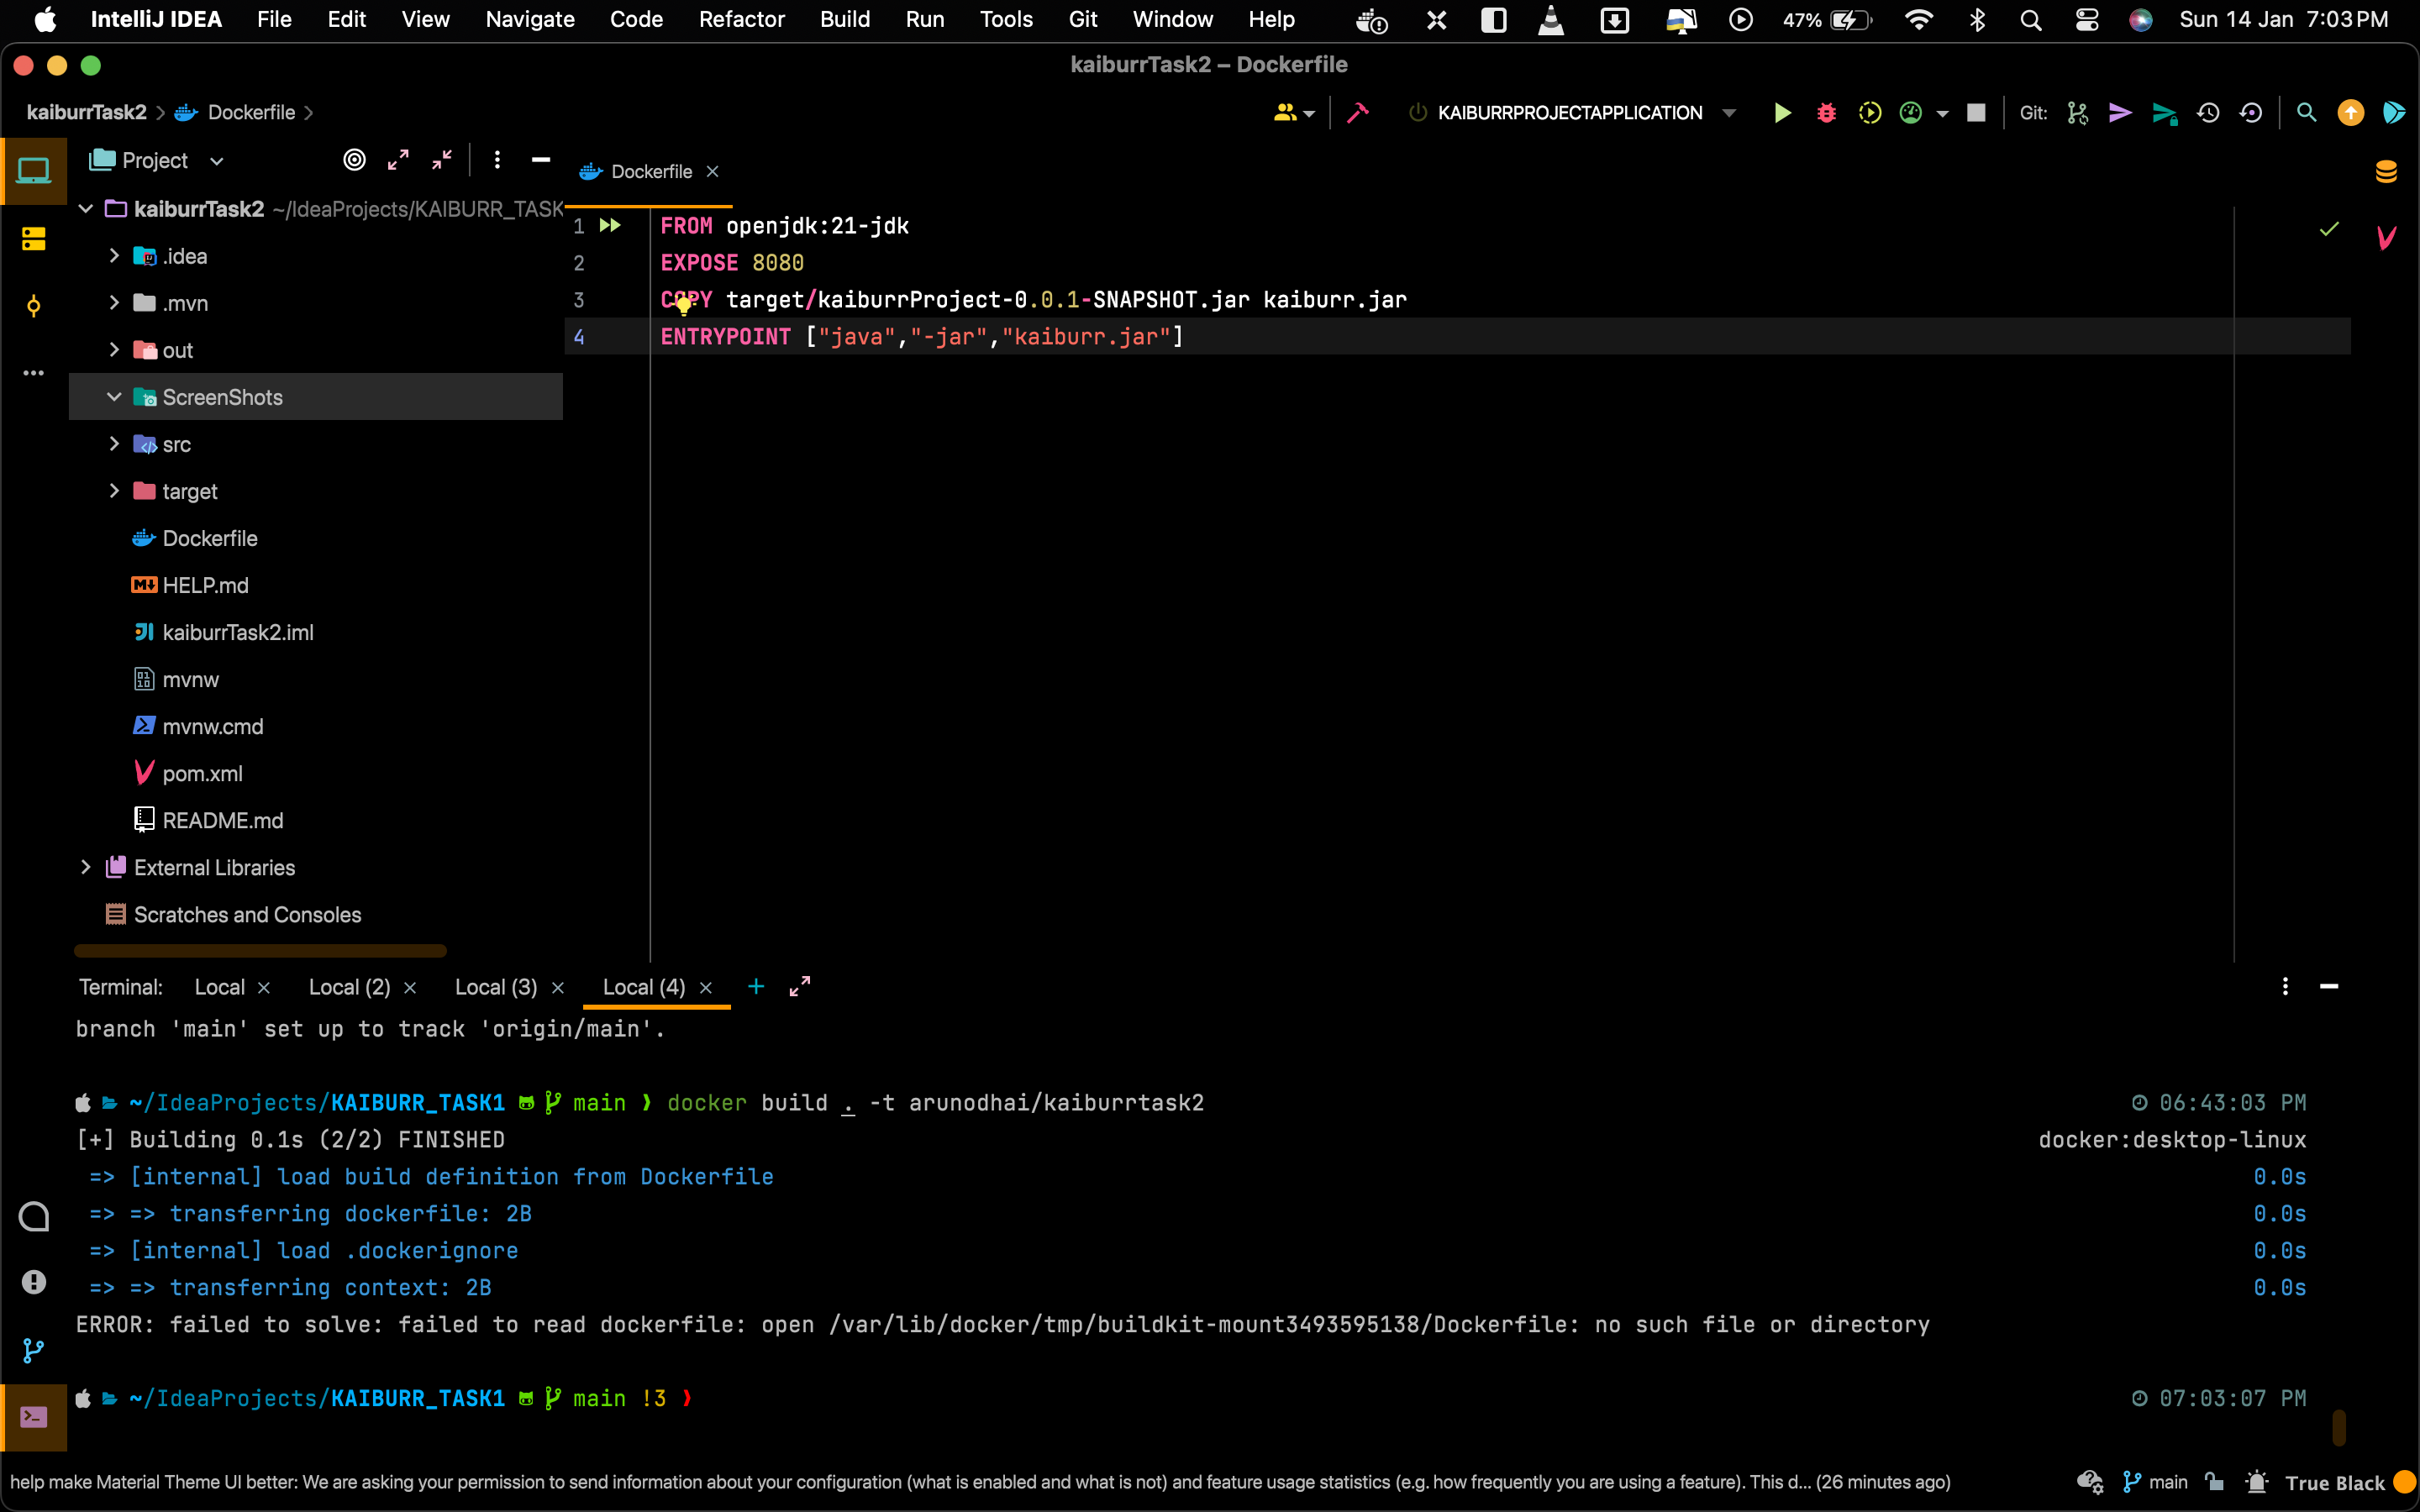 IntelliJ IDEA File Edit View Navigate Code Refactor Build Run Tools Git Window Help 47% Sun 14 Jan 7:03 PM
kaiburrTask2 – Dockerfile
kaiburrTask2 Dockerfile KAIBURRPROJECTAPPLICATION Git:
Project
Dockerfile
kaiburrTask2 ~/IdeaProjects/KAIBURR_TASK
.idea
.mvn
out
ScreenShots
src
target
Dockerfile
HELP.md
kaiburrTask2.iml
mvnw
mvnw.cmd
pom.xml
README.md
External Libraries
Scratches and Consoles
1 FROM openjdk:21-jdk
2 EXPOSE 8080
3 COPY target/kaiburrProject-0.0.1-SNAPSHOT.jar kaiburr.jar
4 ENTRYPOINT ["java","-jar","kaiburr.jar"]
Terminal: Local Local (2) Local (3) Local (4)
branch 'main' set up to track 'origin/main'.
~/IdeaProjects/KAIBURR_TASK1 main ❯ docker build . -t arunodhai/kaiburrtask2 06:43:03 PM
[+] Building 0.1s (2/2) FINISHED docker:desktop-linux
=> [internal] load build definition from Dockerfile 0.0s
=> => transferring dockerfile: 2B 0.0s
=> [internal] load .dockerignore 0.0s
=> => transferring context: 2B 0.0s
ERROR: failed to solve: failed to read dockerfile: open /var/lib/docker/tmp/buildkit-mount3493595138/Dockerfile: no such file or directory
~/IdeaProjects/KAIBURR_TASK1 main !3 ❯ 07:03:07 PM
help make Material Theme UI better: We are asking your permission to send information about your configuration (what is enabled and what is not) and feature usage statistics (e.g. how frequently you are using a feature). This d... (26 minutes ago) main True Black